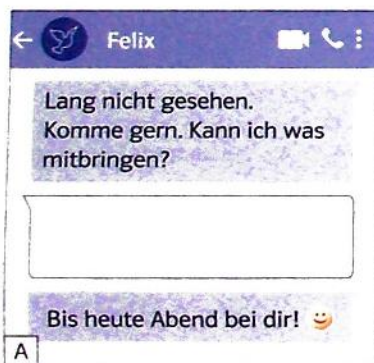 Felix
Lang nicht gesehen.
Komme gern. Kann ich was
mitbringen?
Bis heute Abend bei dir!
A